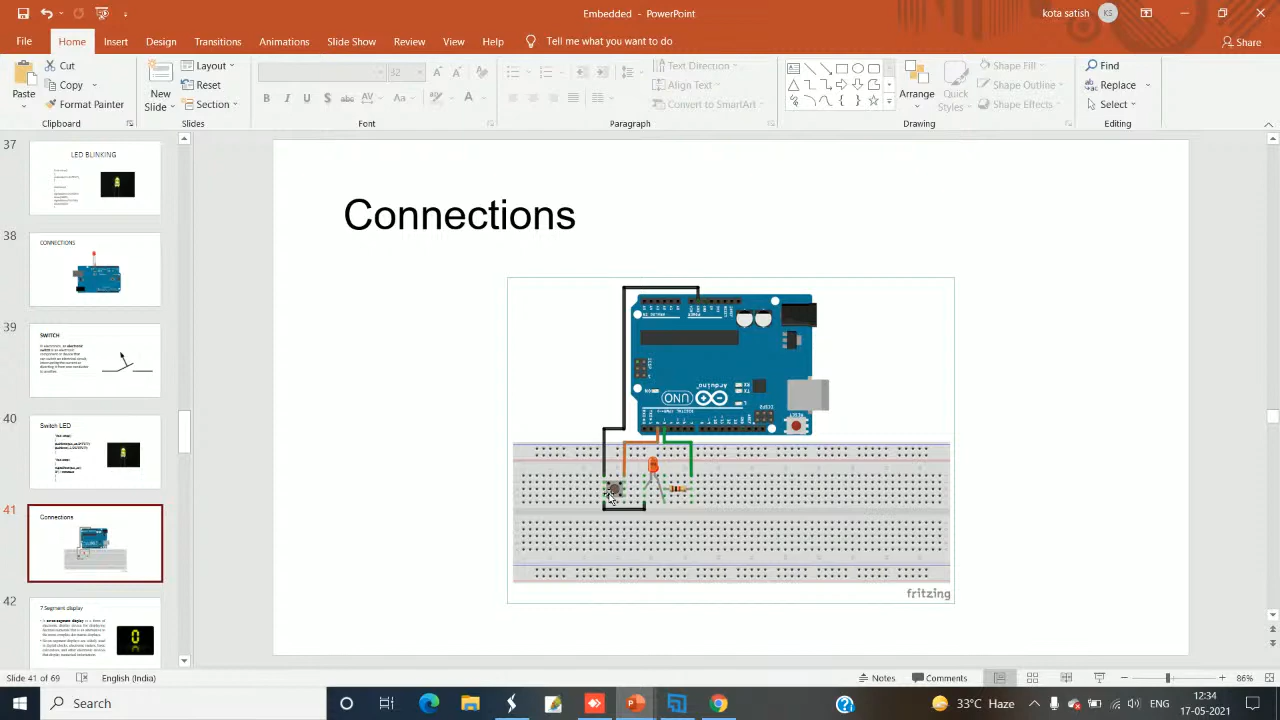 Embedded - PowerPoint
kota satish
KS
File
Home
Insert
Design
Transitions
Animations
Slide Show
Review
View
Help
Tell me what you want to do
Share
Paste
Cut
Copy
Format Painter
Clipboard
New
Slide
Layout
Reset
Section
Slides
32
B I U S abc AV Aa A
Font
Text Direction
Align Text
Convert to SmartArt
Paragraph
Arrange
Quick
Styles
Shape Fill
Shape Outline
Shape Effects
Drawing
Find
Replace
Select
Editing
37
LED BLINKING
38
CONNECTIONS
39
SWITCH
40
Switch LED
41
Connections
42
7 Segment display
Connections
UNO
Arduino
fritzing
Slide 41 of 69
English (India)
Notes
Comments
86%
Search
33°C Haze
ENG
12:34
17-05-2021